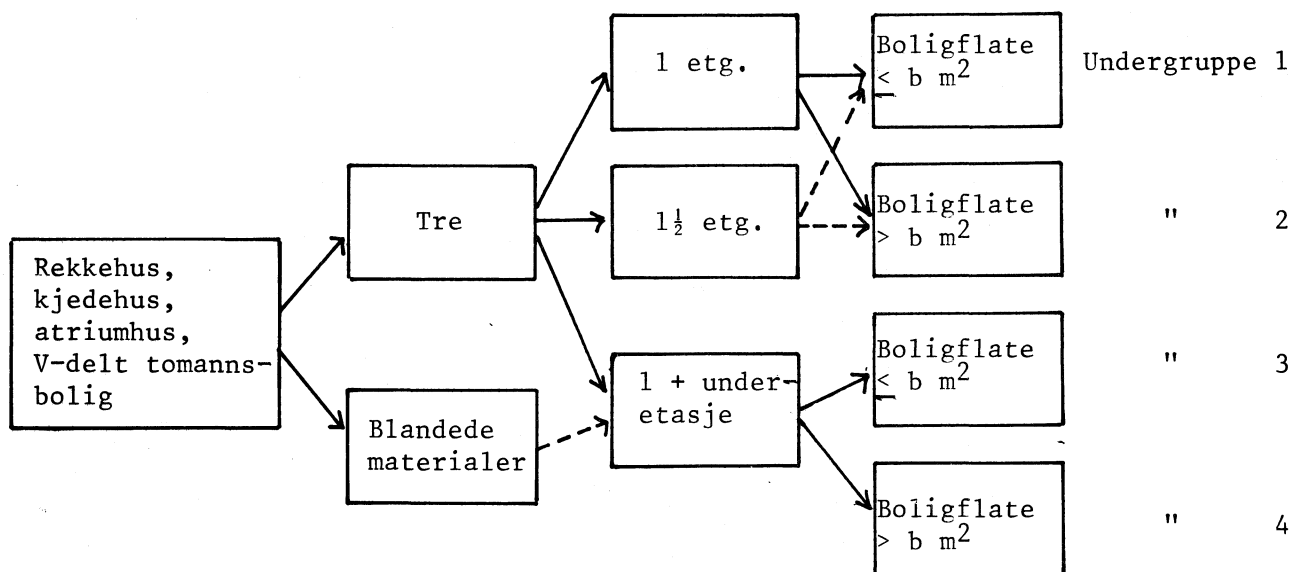 Rekkehus,
kjedehus,
atriumhus,
V-delt tomanns-
bolig
Tre
Blandede
materialer
1 etg.
1½ etg.
1 + under-
etasje
Boligflate
≤ b m²
Undergruppe 1
Boligflate
> b m²
" 2
Boligflate
≤ b m²
" 3
Boligflate
> b m²
" 4